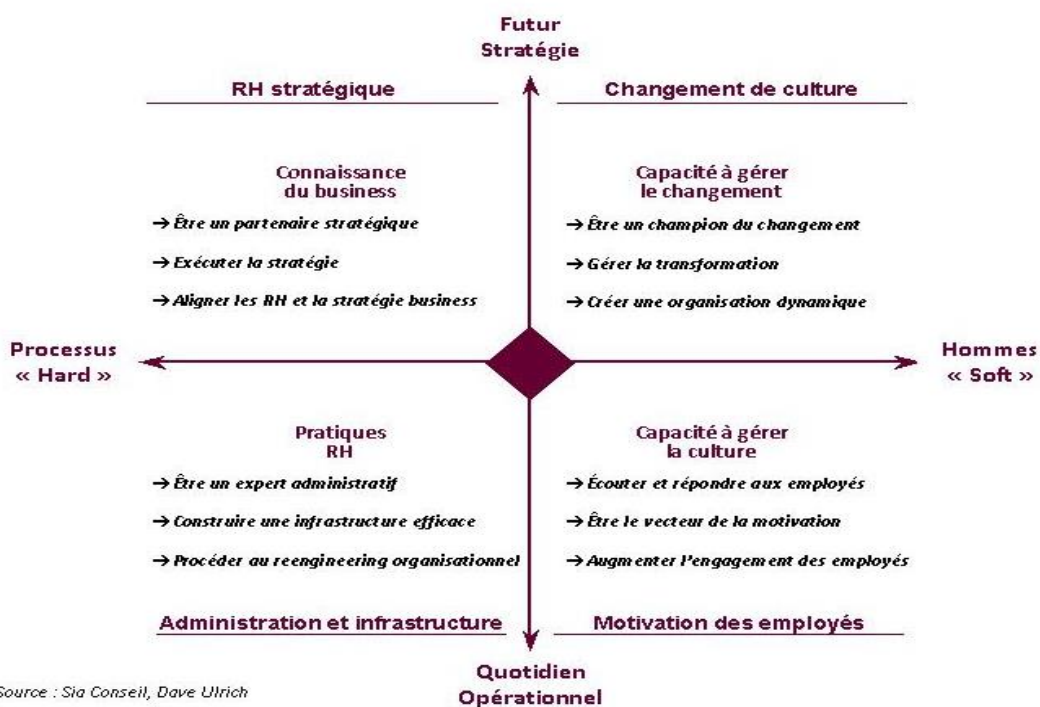 Futur
Stratégie
RH stratégique
Changement de culture
Connaissance
du business
→ Être un partenaire stratégique
→ Exécuter la stratégie
→ Aligner les RH et la stratégie business
Capacité à gérer
le changement
→ Être un champion du changement
→ Gérer la transformation
→ Créer une organisation dynamique
Processus
« Hard »
Hommes
« Soft »
Pratiques
RH
→ Être un expert administratif
→ Construire une infrastructure efficace
→ Procéder au reengineering organisationnel
Capacité à gérer
la culture
→ Écouter et répondre aux employés
→ Être le vecteur de la motivation
→ Augmenter l'engagement des employés
Administration et infrastructure
Motivation des employés
Quotidien
Opérationnel
Source : Sia Conseil, Dave Ulrich